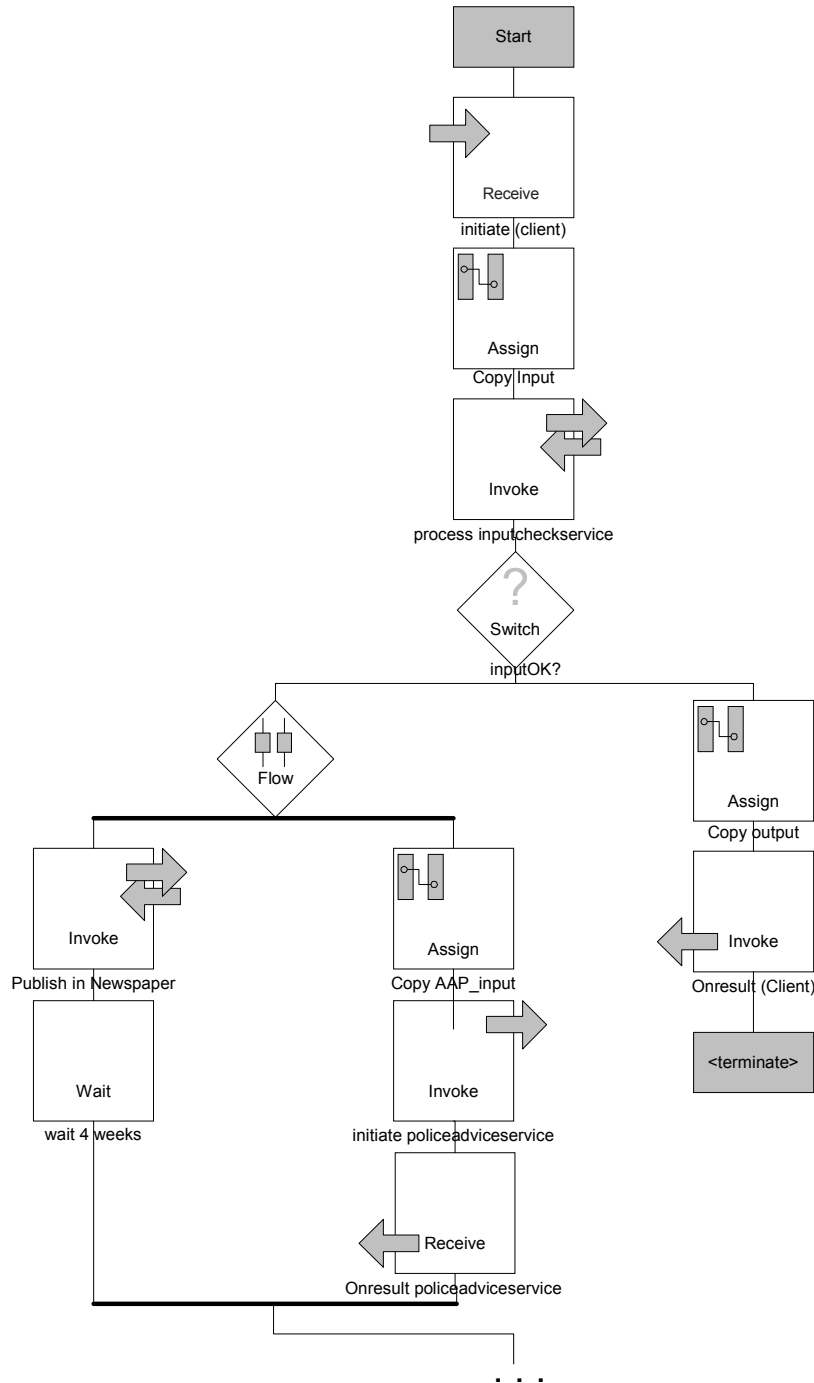 Start
Receive
initiate (client)
Assign
Copy Input
Invoke
process inputcheckservice
?
Switch
inputOK?
Flow
Assign
Copy output
Invoke
Publish in Newspaper
Assign
Copy AAP_input
Invoke
Onresult (Client)
Wait
wait 4 weeks
Invoke
initiate policeadviceservice
<terminate>
Receive
Onresult policeadviceservice
...